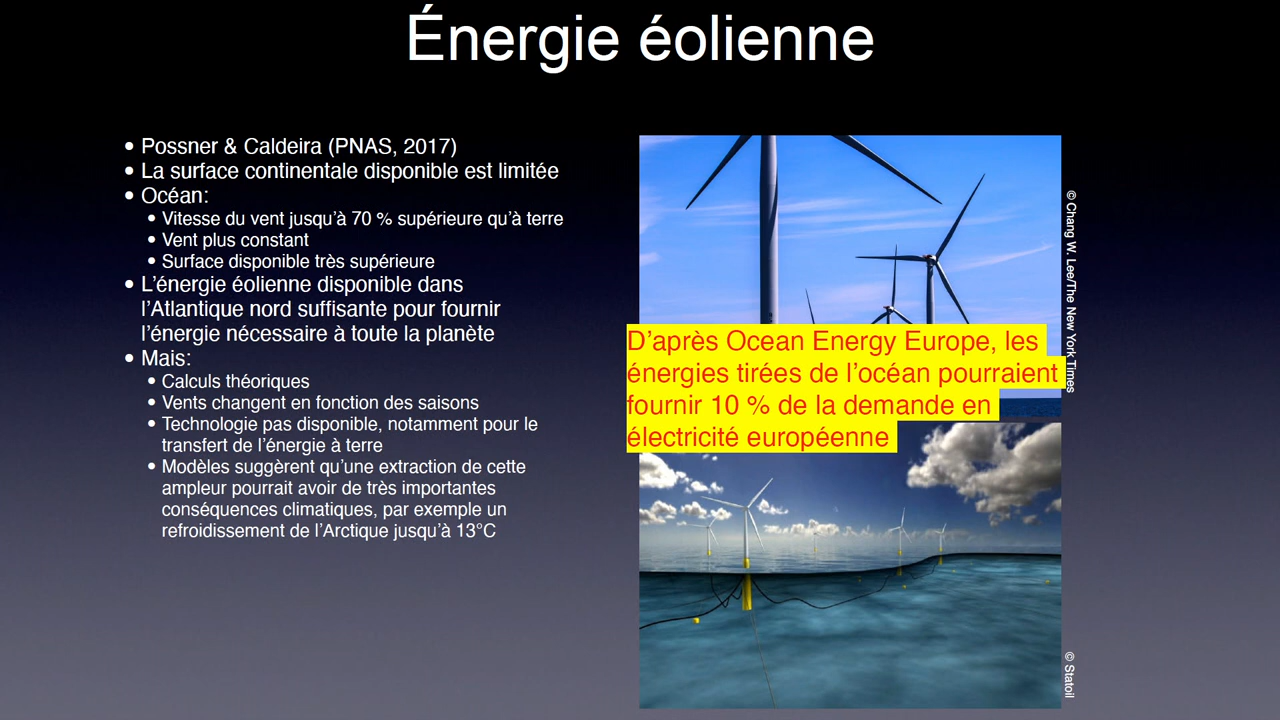 Énergie éolienne
• Possner & Caldeira (PNAS, 2017)
• La surface continentale disponible est limitée
• Océan:
• Vitesse du vent jusqu'à 70 % supérieure qu'à terre
• Vent plus constant
• Surface disponible très supérieure
• L'énergie éolienne disponible dans
l'Atlantique nord suffisante pour fournir
l'énergie nécessaire à toute la planète
• Mais:
• Calculs théoriques
• Vents changent en fonction des saisons
• Technologie pas disponible, notamment pour le
transfert de l'énergie à terre
• Modèles suggèrent qu'une extraction de cette
ampleur pourrait avoir de très importantes
conséquences climatiques, par exemple un
refroidissement de l'Arctique jusqu'à 13°C
© Chang W. Lee/The New York Times
D'après Ocean Energy Europe, les
énergies tirées de l'océan pourraient
fournir 10 % de la demande en
électricité européenne
© Statoil